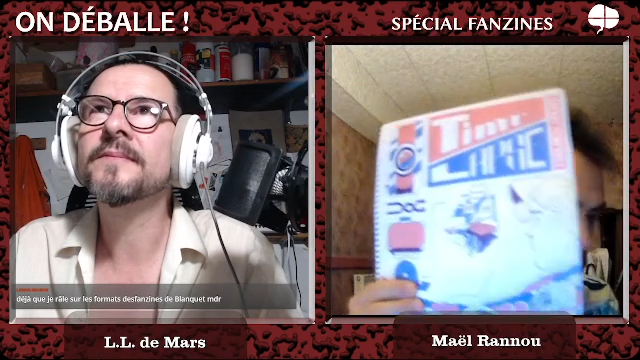 ON DÉBALLE !
SPÉCIAL FANZINES
déjà que je râle sur les formats desfanzines de Blanquet mdr
L.L. de Mars
Maël Rannou